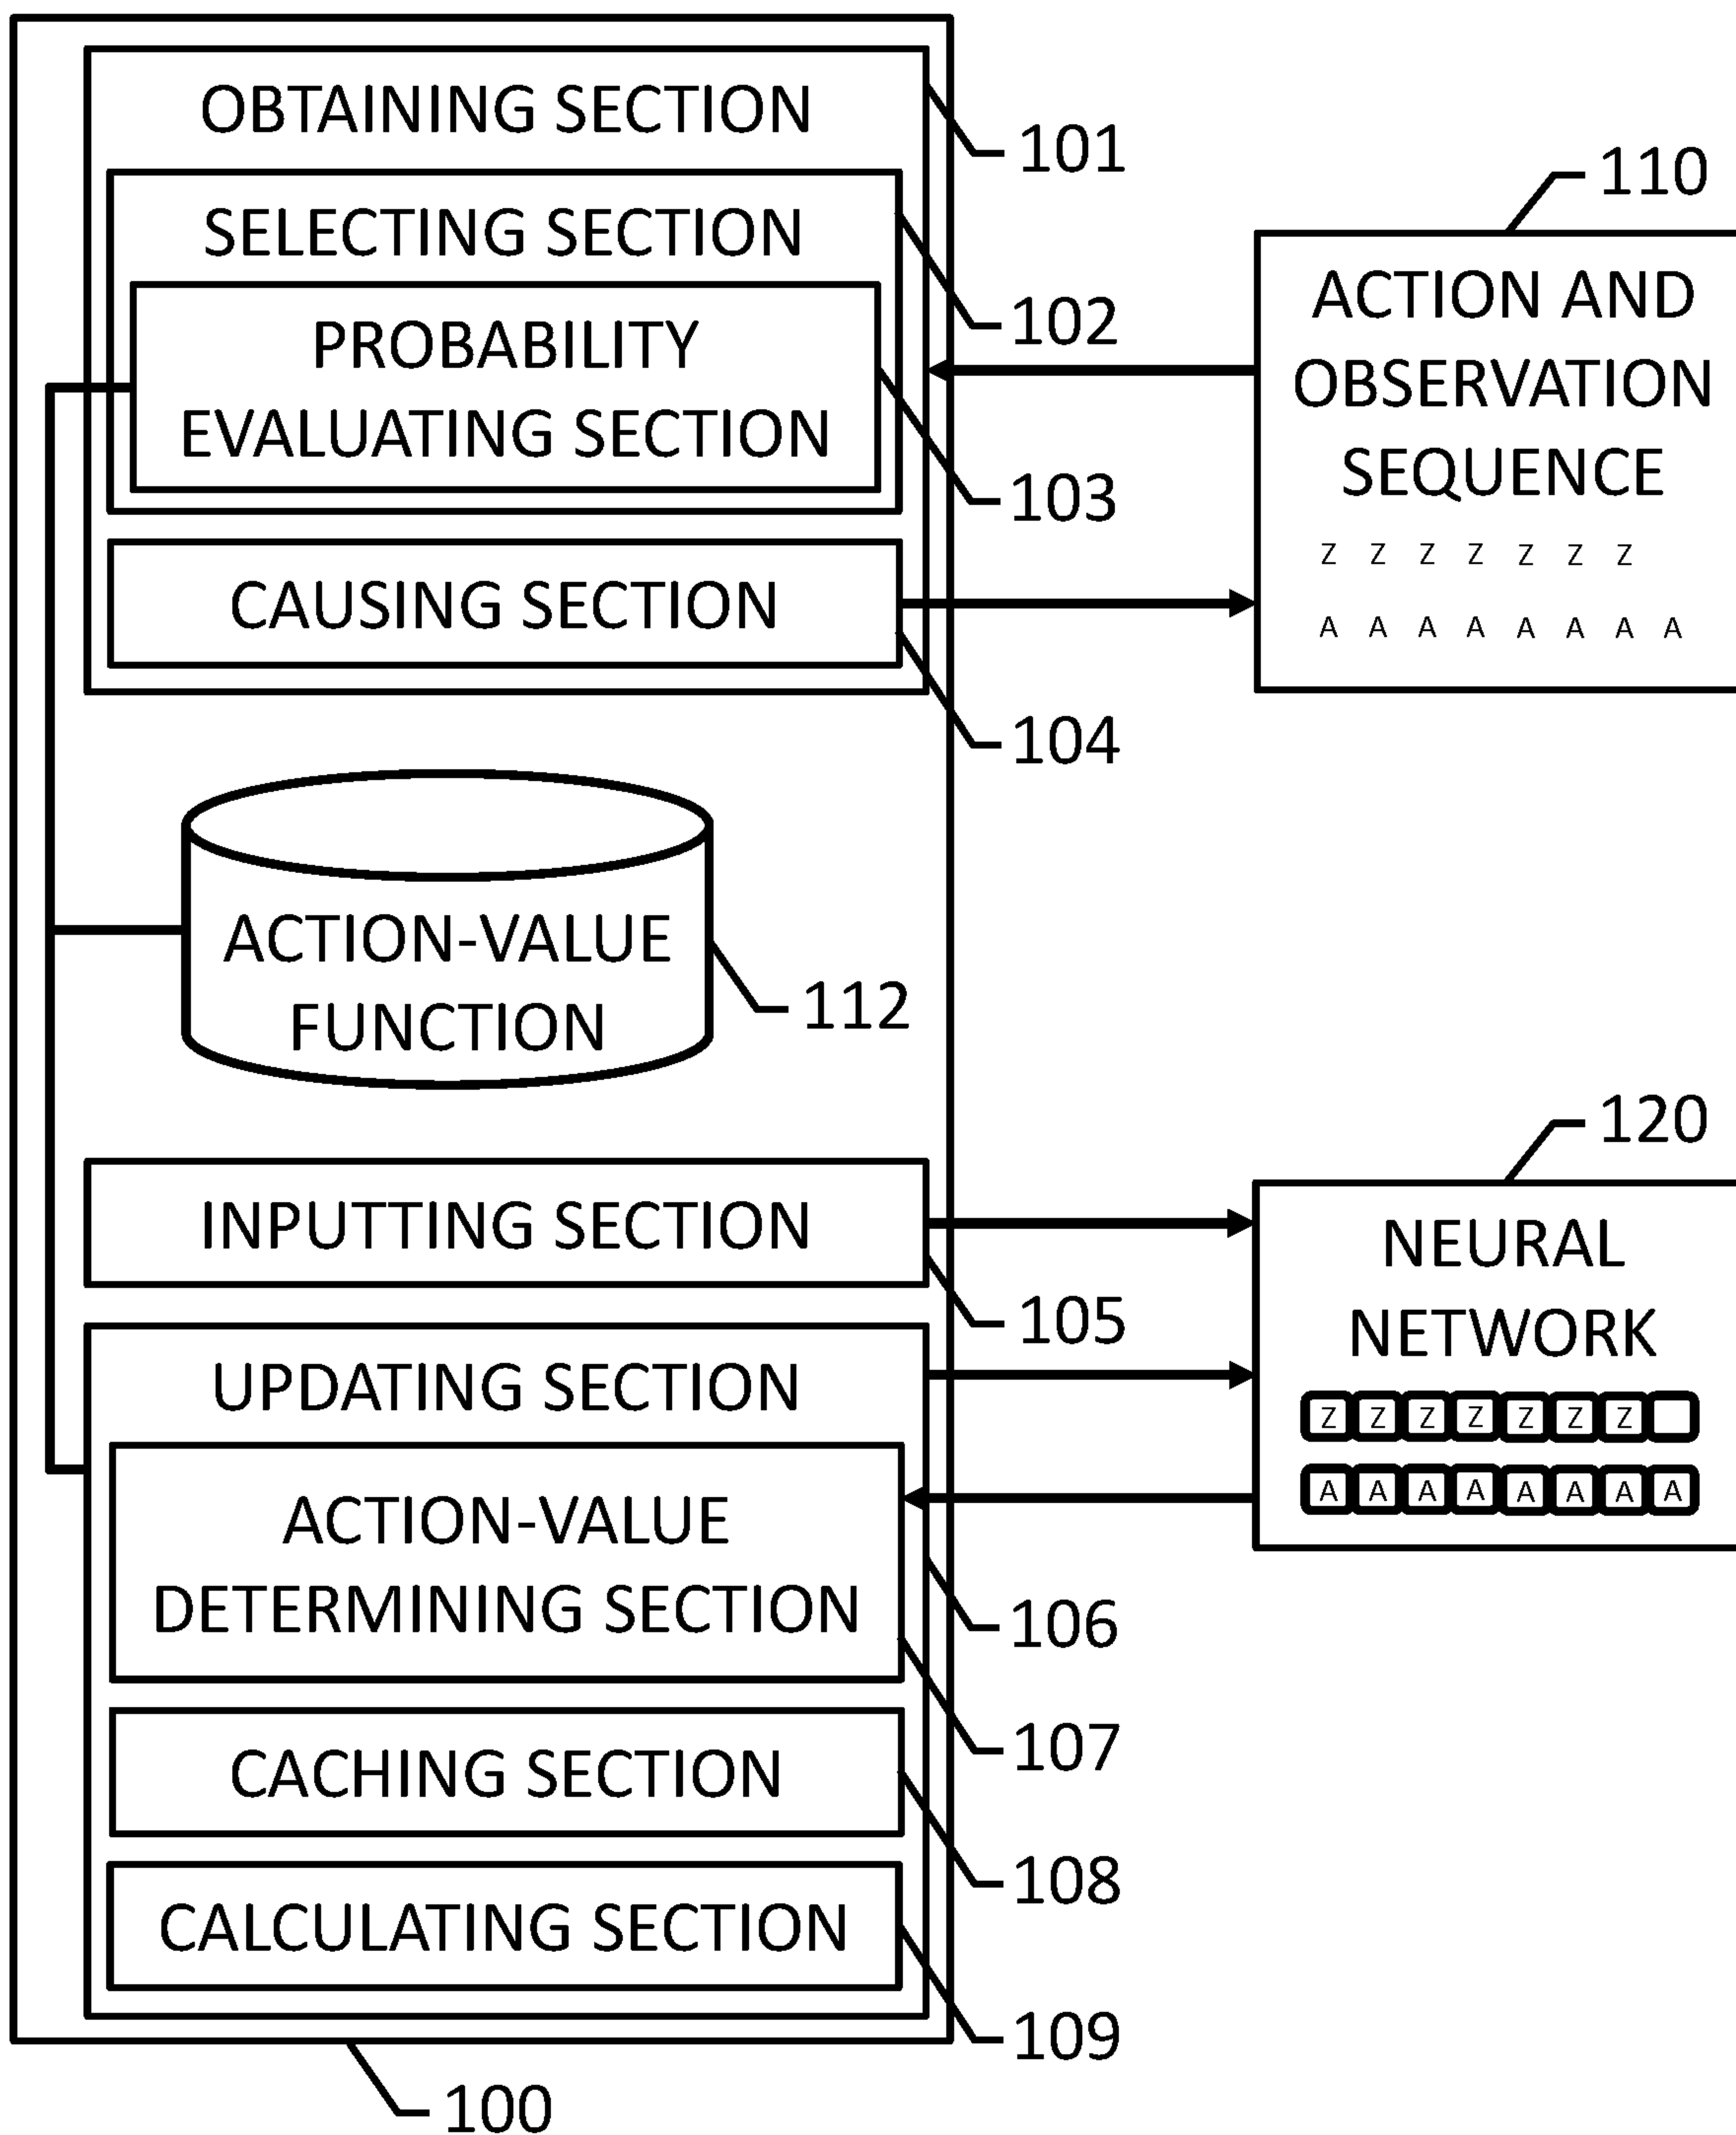 OBTAINING SECTION
101
SELECTING SECTION
102
PROBABILITY
EVALUATING SECTION
103
CAUSING SECTION
104
110
ACTION AND
OBSERVATION
SEQUENCE
Z Z Z Z Z Z Z
A A A A A A A A
ACTION-VALUE
FUNCTION
112
INPUTTING SECTION
105
120
NEURAL
NETWORK
Z Z Z Z Z Z Z
A A A A A A A A
UPDATING SECTION
106
ACTION-VALUE
DETERMINING SECTION
107
CACHING SECTION
108
CALCULATING SECTION
109
100